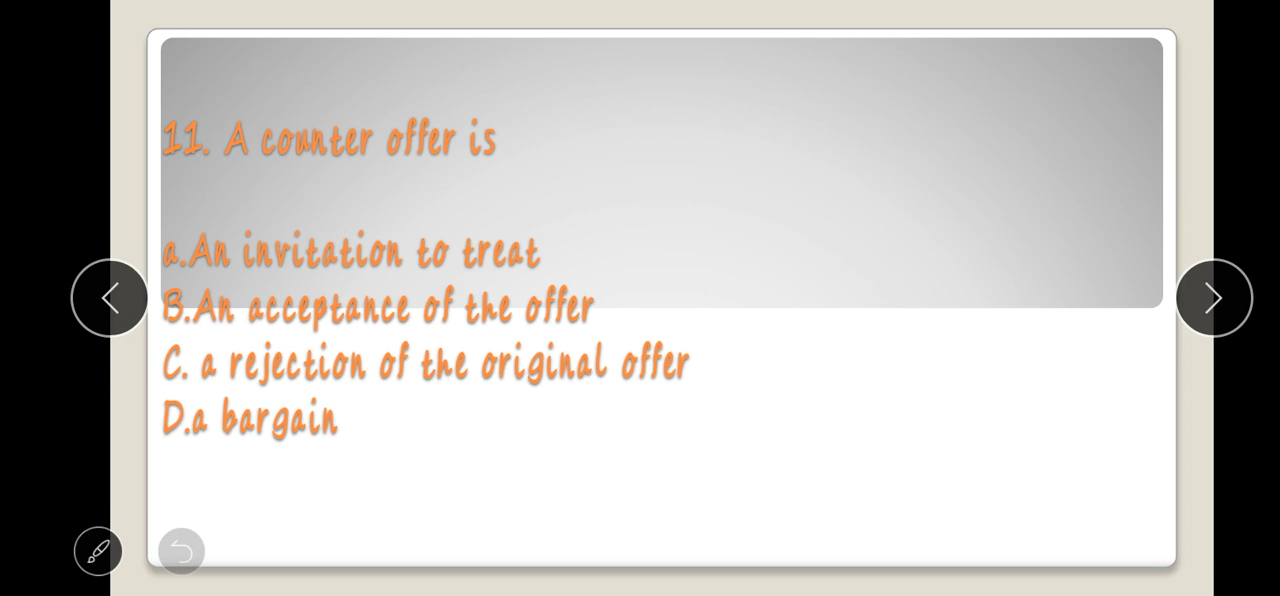 11. A counter offer is
a.An invitation to treat
B.An acceptance of the offer
C. a rejection of the original offer
D.a bargain